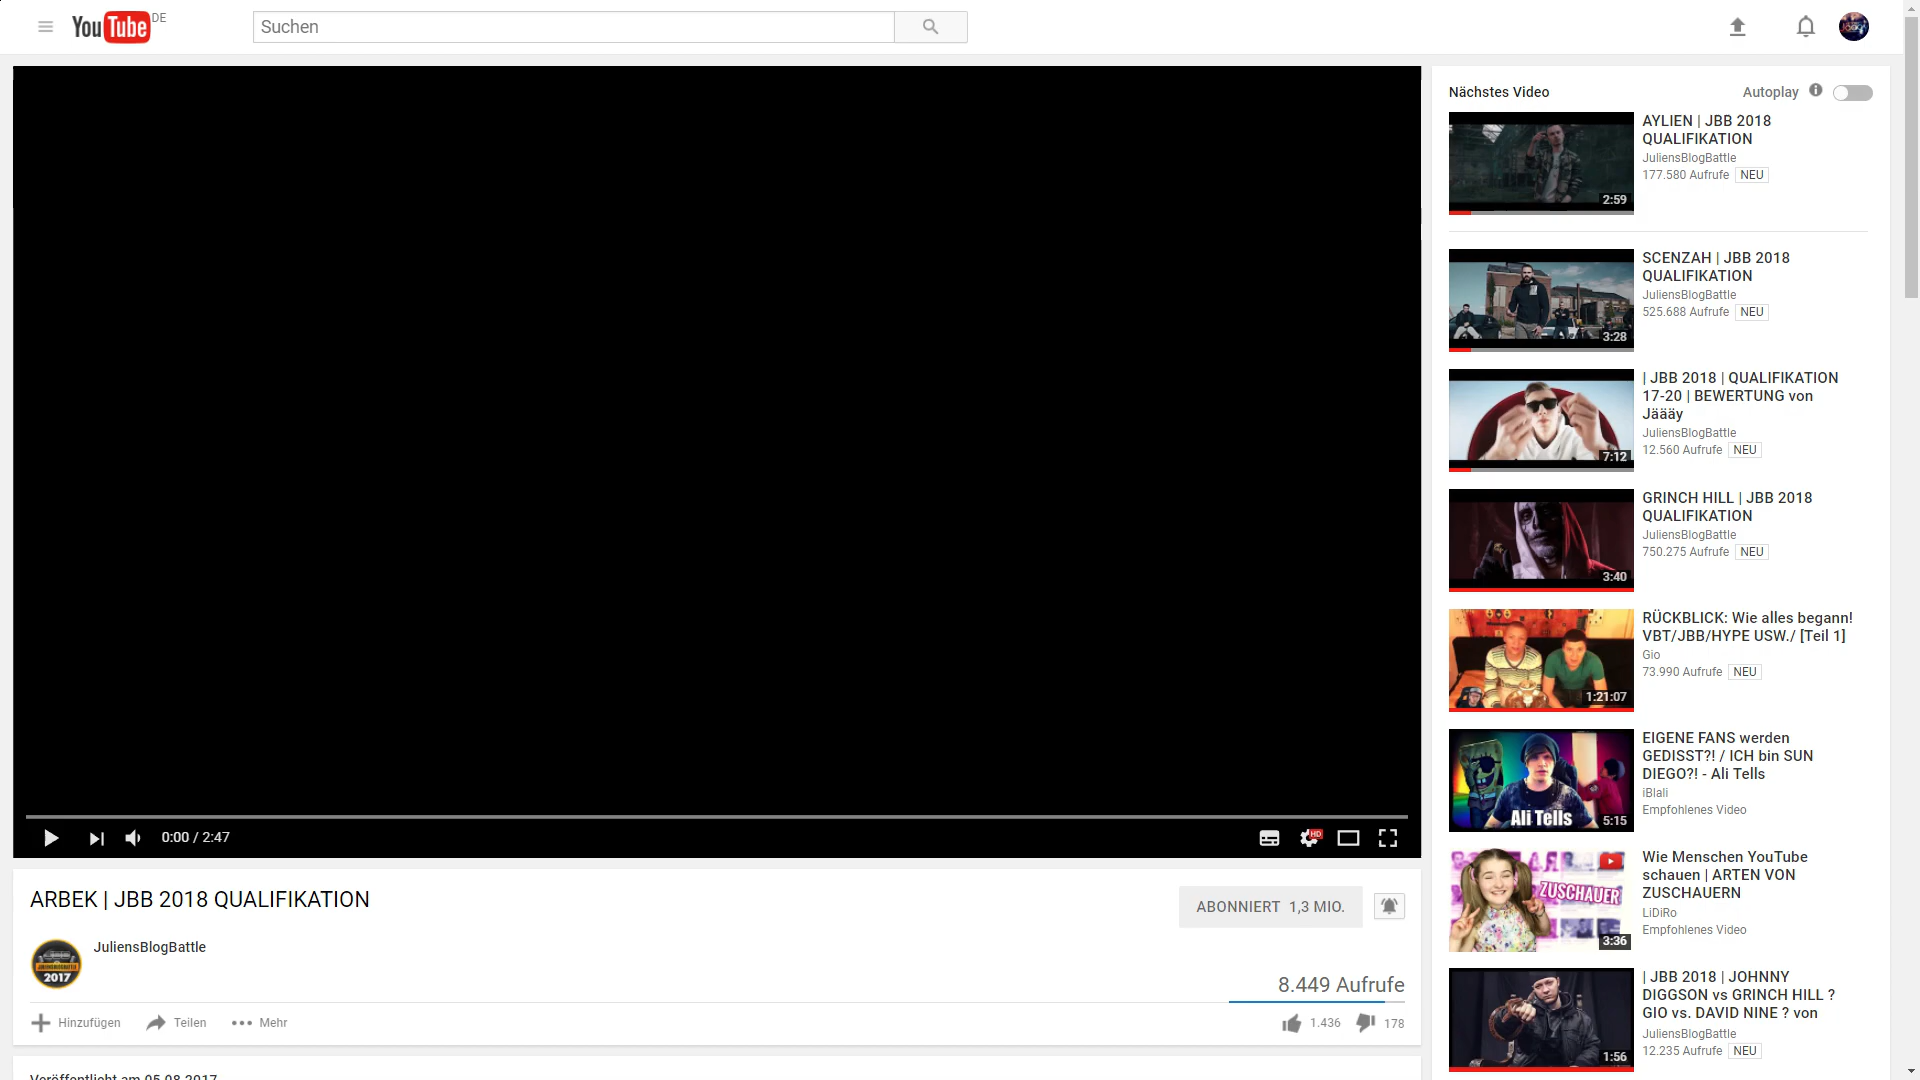 YouTube DE
Suchen
Nächstes Video
Autoplay
AYLIEN | JBB 2018
QUALIFIKATION
JuliensBlogBattle
177.580 Aufrufe NEU
2:59
SCENZAH | JBB 2018
QUALIFIKATION
JuliensBlogBattle
525.688 Aufrufe NEU
3:28
| JBB 2018 | QUALIFIKATION
17-20 | BEWERTUNG von
Jäääy
JuliensBlogBattle
12.560 Aufrufe NEU
7:12
GRINCH HILL | JBB 2018
QUALIFIKATION
JuliensBlogBattle
750.275 Aufrufe NEU
3:40
RÜCKBLICK: Wie alles begann!
VBT/JBB/HYPE USW./ [Teil 1]
Gio
73.990 Aufrufe NEU
1:21:07
EIGENE FANS werden
GEDISST?! / ICH bin SUN
DIEGO?! - Ali Tells
iBlali
Empfohlenes Video
Ali Tells
5:15
Wie Menschen YouTube
schauen | ARTEN VON
ZUSCHAUERN
LiDiRo
Empfohlenes Video
ZUSCHAUER
3:36
| JBB 2018 | JOHNNY
DIGGSON vs GRINCH HILL ?
GIO vs. DAVID NINE ? von
JuliensBlogBattle
12.235 Aufrufe NEU
1:56
0:00 / 2:47
HD
ARBEK | JBB 2018 QUALIFIKATION
ABONNIERT 1,3 MIO.
JuliensBlogBattle
2017
8.449 Aufrufe
Hinzufügen
Teilen
Mehr
1.436
178
Veröffentlicht am 05.08.2017